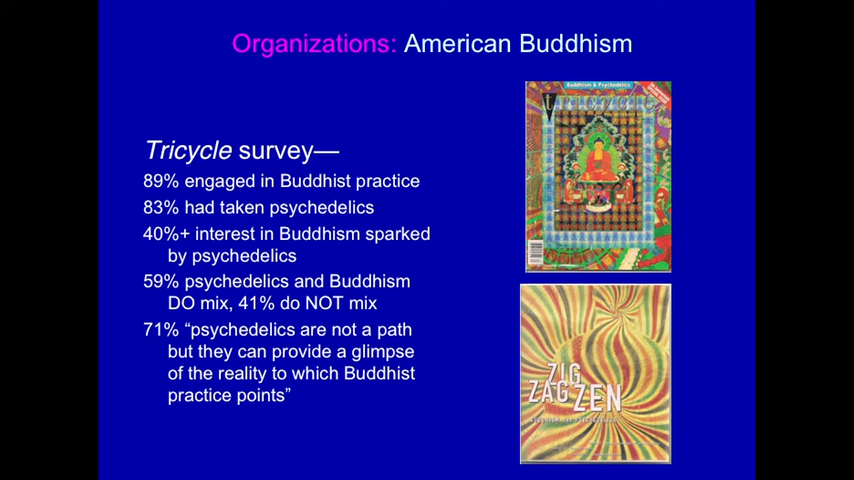 Organizations: American Buddhism
Tricycle survey—
89% engaged in Buddhist practice
83% had taken psychedelics
40%+ interest in Buddhism sparked
by psychedelics
59% psychedelics and Buddhism
DO mix, 41% do NOT mix
71% “psychedelics are not a path
but they can provide a glimpse
of the reality to which Buddhist
practice points”
Buddhism & Psychedelics
tricycle
ZIG
ZAG ZEN